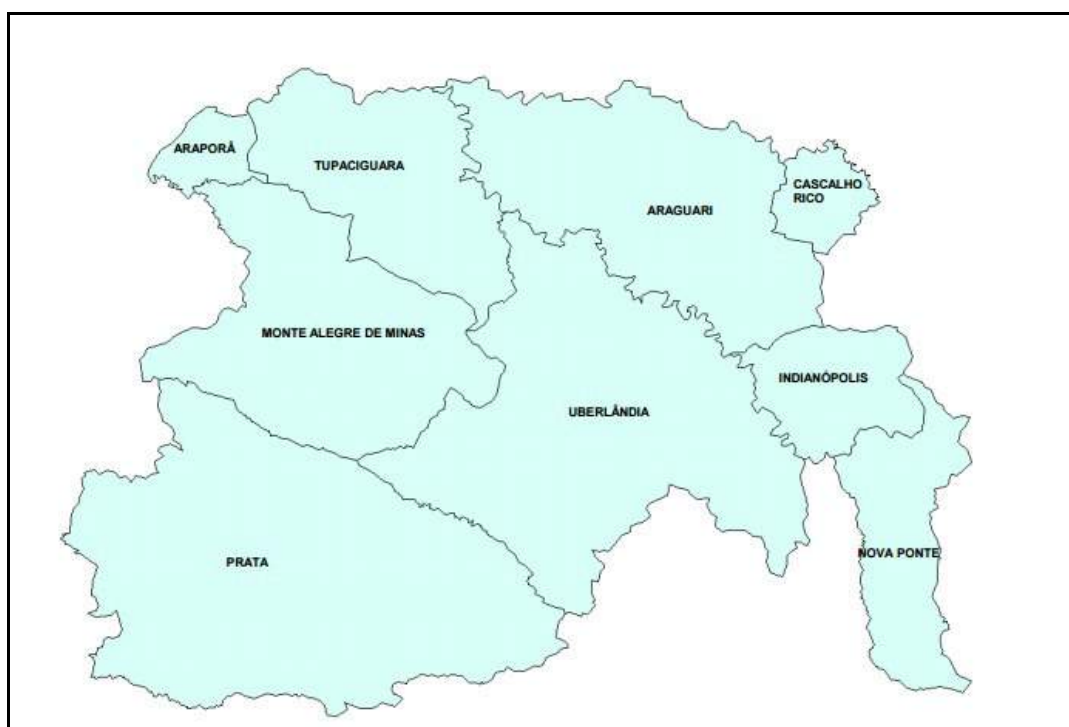 ARAPORÃ
TUPACIGUARA
CASCALHO
RICO
ARAGUARI
MONTE ALEGRE DE MINAS
INDIANÓPOLIS
UBERLÂNDIA
PRATA
NOVA PONTE